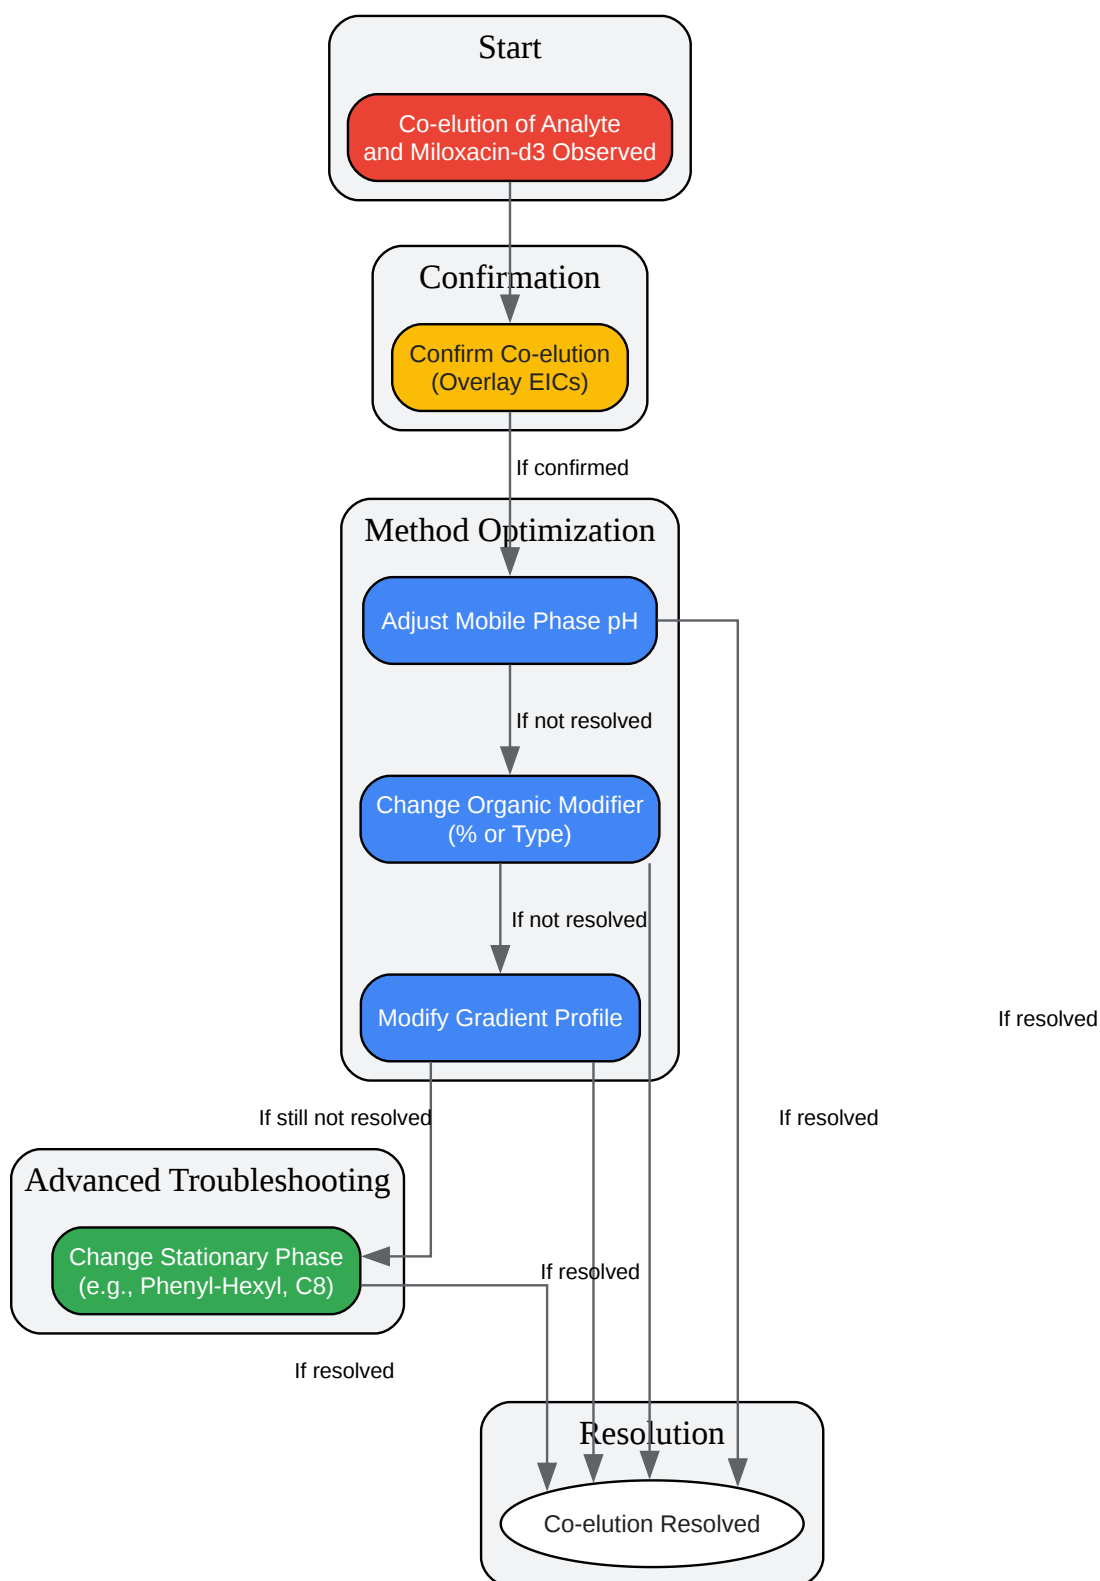 Start
Co-elution of Analyte
and Miloxacin-d3 Observed
Confirmation
Confirm Co-elution
(Overlay EICs)
If confirmed
Method Optimization
Adjust Mobile Phase pH
If not resolved
Change Organic Modifier
(% or Type)
If not resolved
Modify Gradient Profile
If resolved
If still not resolved
If resolved
Advanced Troubleshooting
Change Stationary Phase
(e.g., Phenyl-Hexyl, C8)
If resolved
If resolved
Resolution
Co-elution Resolved